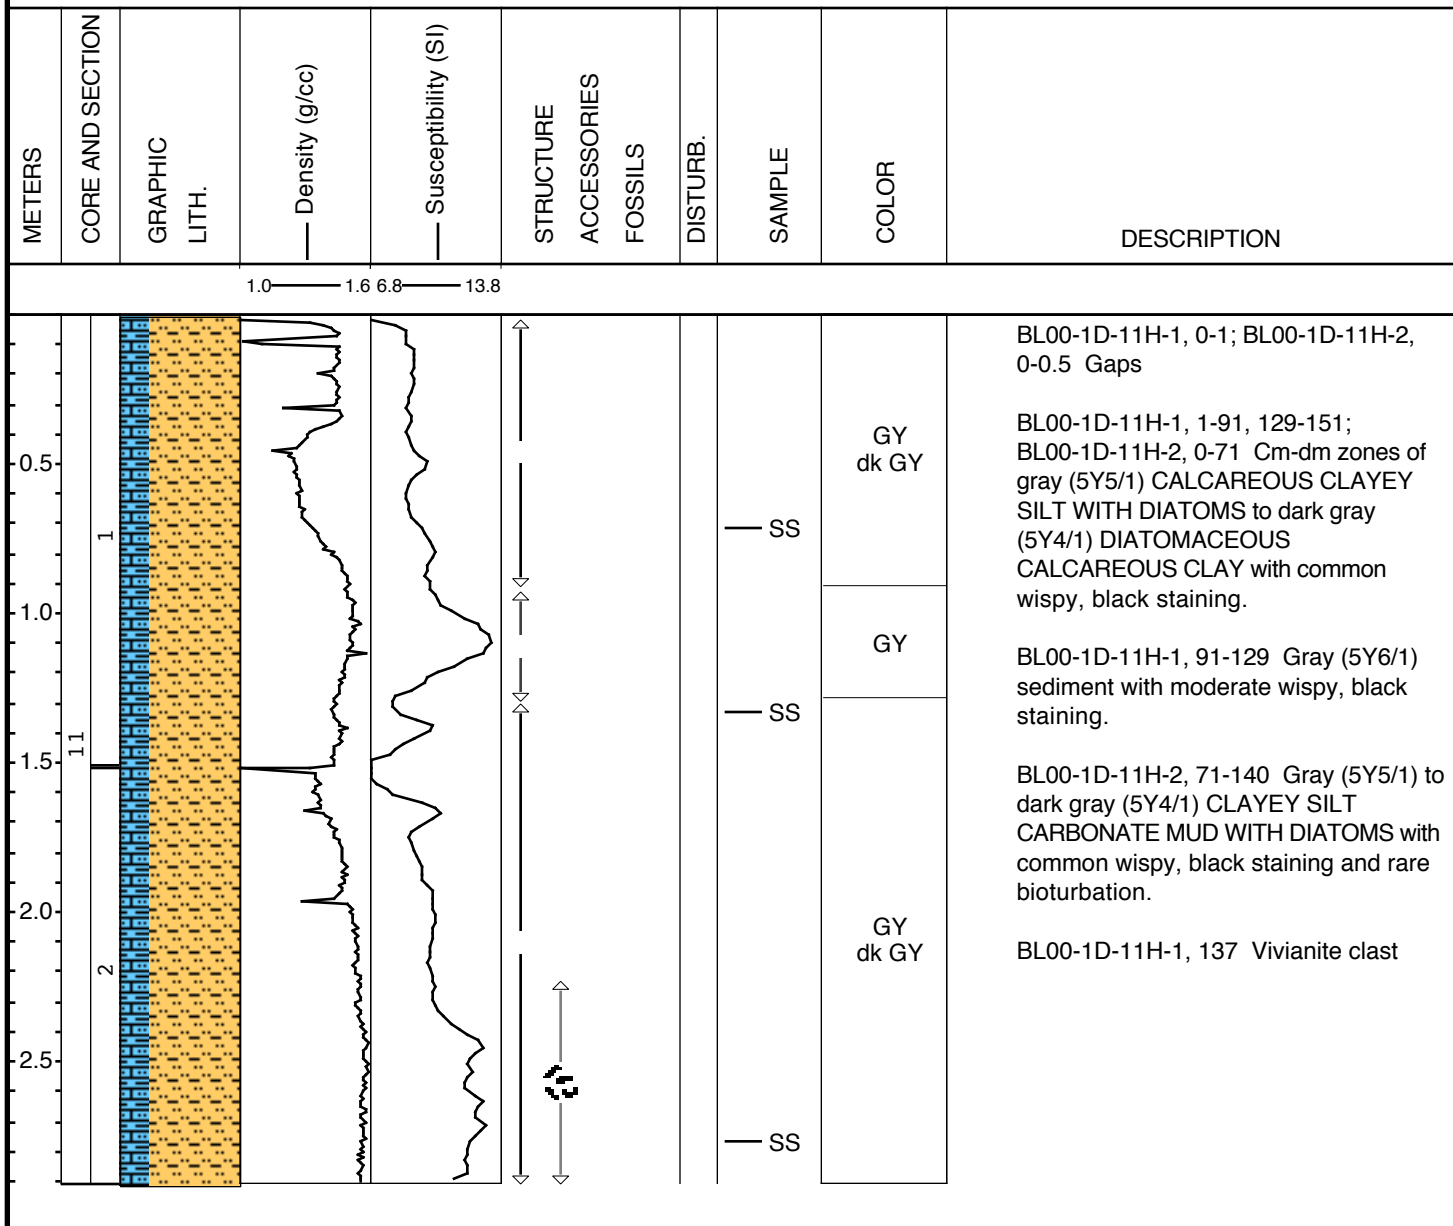 METERS
CORE AND SECTION
GRAPHIC
LITH.
Density (g/cc)
Susceptibility (SI)
STRUCTURE
ACCESSORIES
FOSSILS
DISTURB.
SAMPLE
COLOR
DESCRIPTION
1.0 1.6 6.8 13.8
BL00-1D-11H-1, 0-1; BL00-1D-11H-2,
0-0.5 Gaps
BL00-1D-11H-1, 1-91, 129-151;
BL00-1D-11H-2, 0-71 Cm-dm zones of
gray (5Y5/1) CALCAREOUS CLAYEY
SILT WITH DIATOMS to dark gray
(5Y4/1) DIATOMACEOUS
CALCAREOUS CLAY with common
wispy, black staining.
BL00-1D-11H-1, 91-129 Gray (5Y6/1)
sediment with moderate wispy, black
staining.
BL00-1D-11H-2, 71-140 Gray (5Y5/1) to
dark gray (5Y4/1) CLAYEY SILT
CARBONATE MUD WITH DIATOMS with
common wispy, black staining and rare
bioturbation.
BL00-1D-11H-1, 137 Vivianite clast
0.5
1.0
1.5
2.0
2.5
11
1
2
SS
SS
SS
GY
dk GY
GY
GY
dk GY